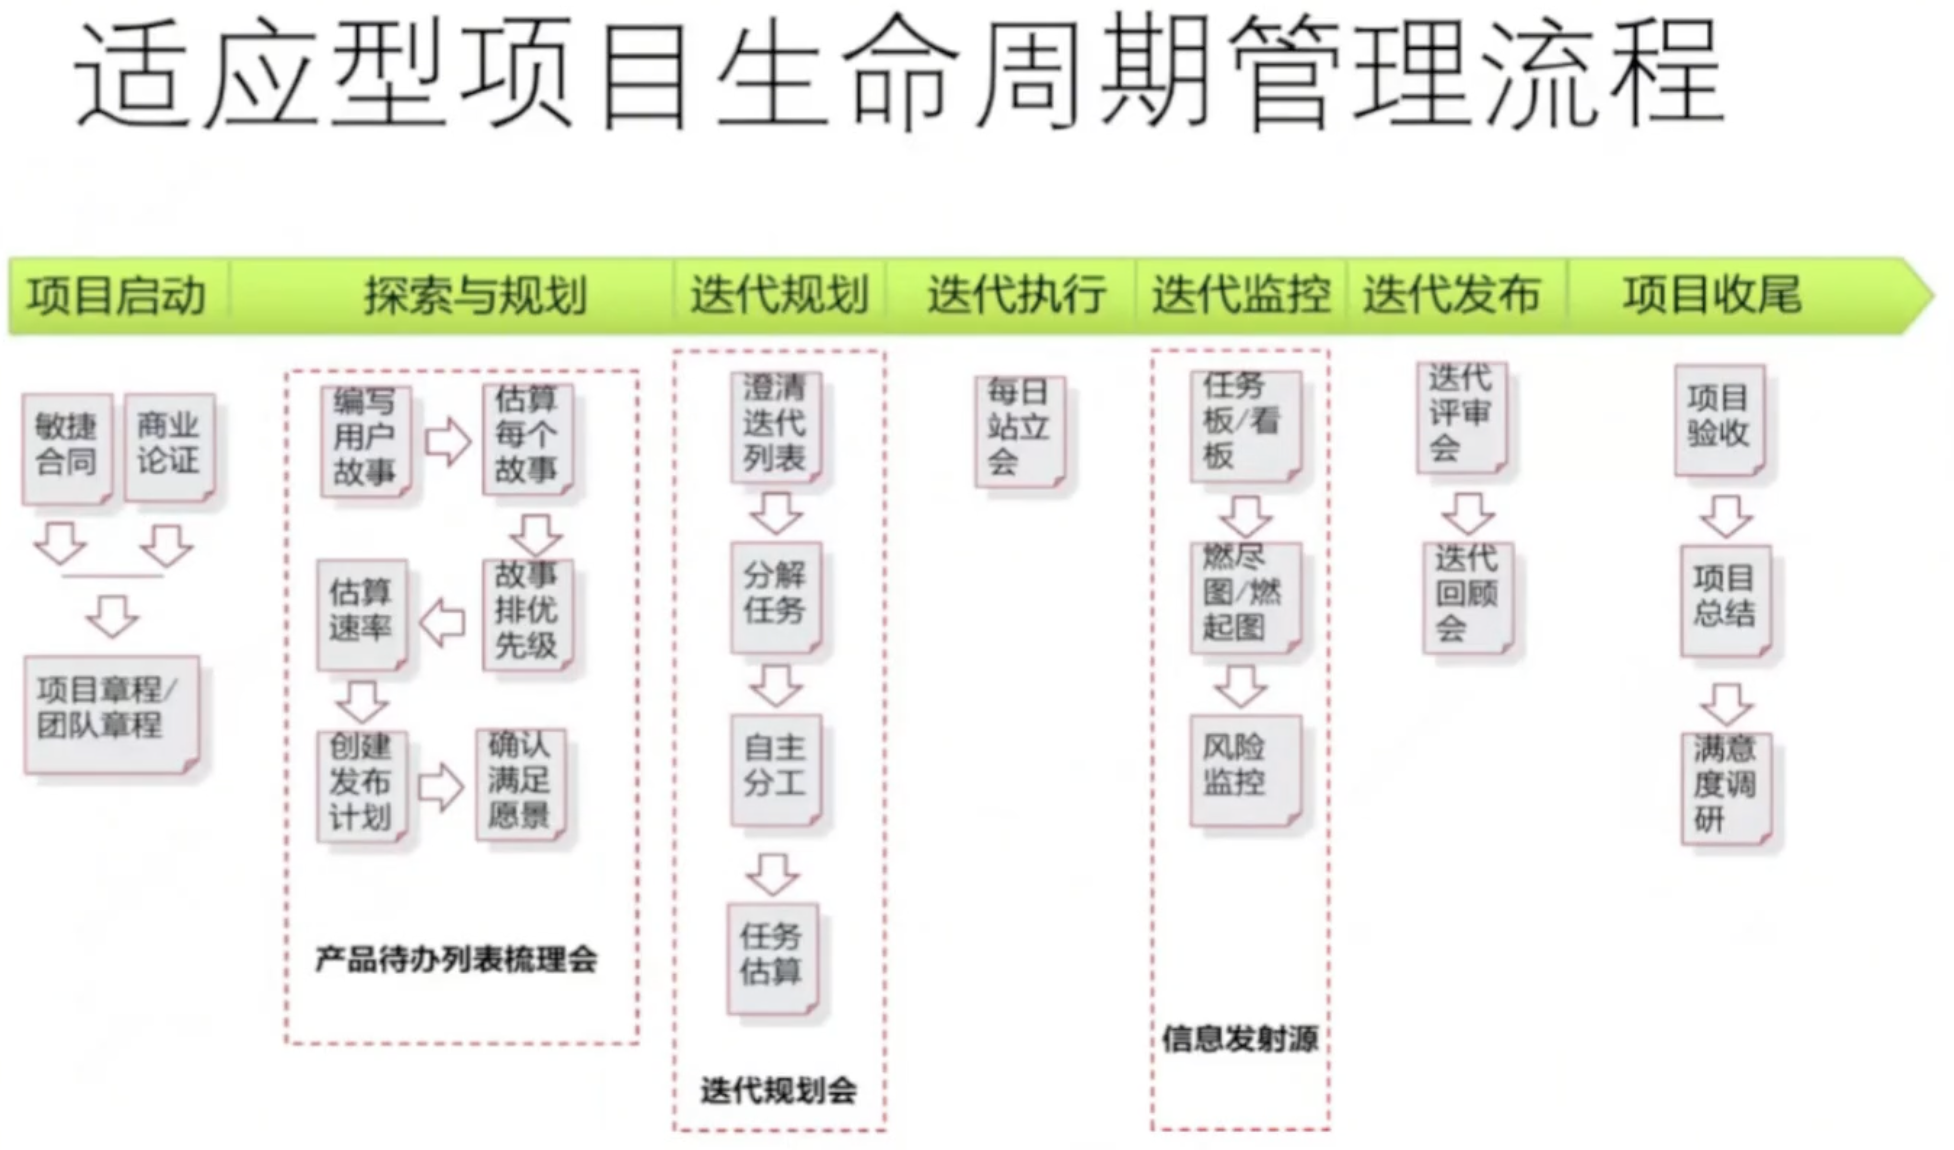 适应型项目生命周期管理流程
项目启动
探索与规划
迭代规划
迭代执行
迭代监控
迭代发布
项目收尾
敏捷
合同
商业
论证
项目章程/
团队章程
编写
用户
故事
估算
每个
故事
故事
排优
先级
估算
速率
创建
发布
计划
确认
满足
愿景
产品待办列表梳理会
澄清
迭代
列表
分解
任务
自主
分工
任务
估算
迭代规划会
每日
站立
会
任务
板/看
板
燃尽
图/燃
起图
风险
监控
信息发射源
迭代
评审
会
迭代
回顾
会
项目
验收
项目
总结
满意
度调
研